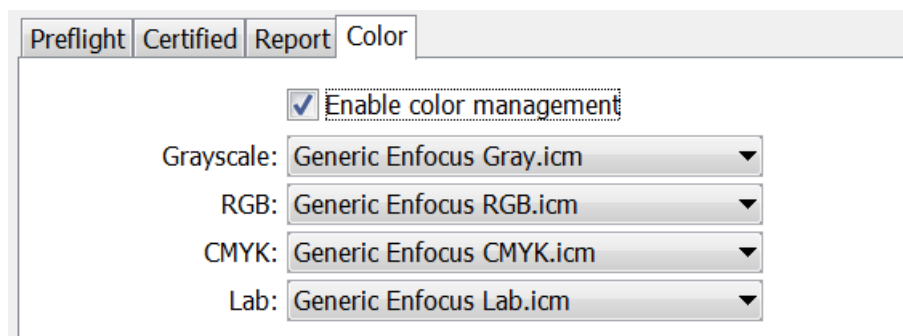 Preflight Certified Report Color
Enable color management
Grayscale: Generic Enfocus Gray.icm
RGB: Generic Enfocus RGB.icm
CMYK: Generic Enfocus CMYK.icm
Lab: Generic Enfocus Lab.icm